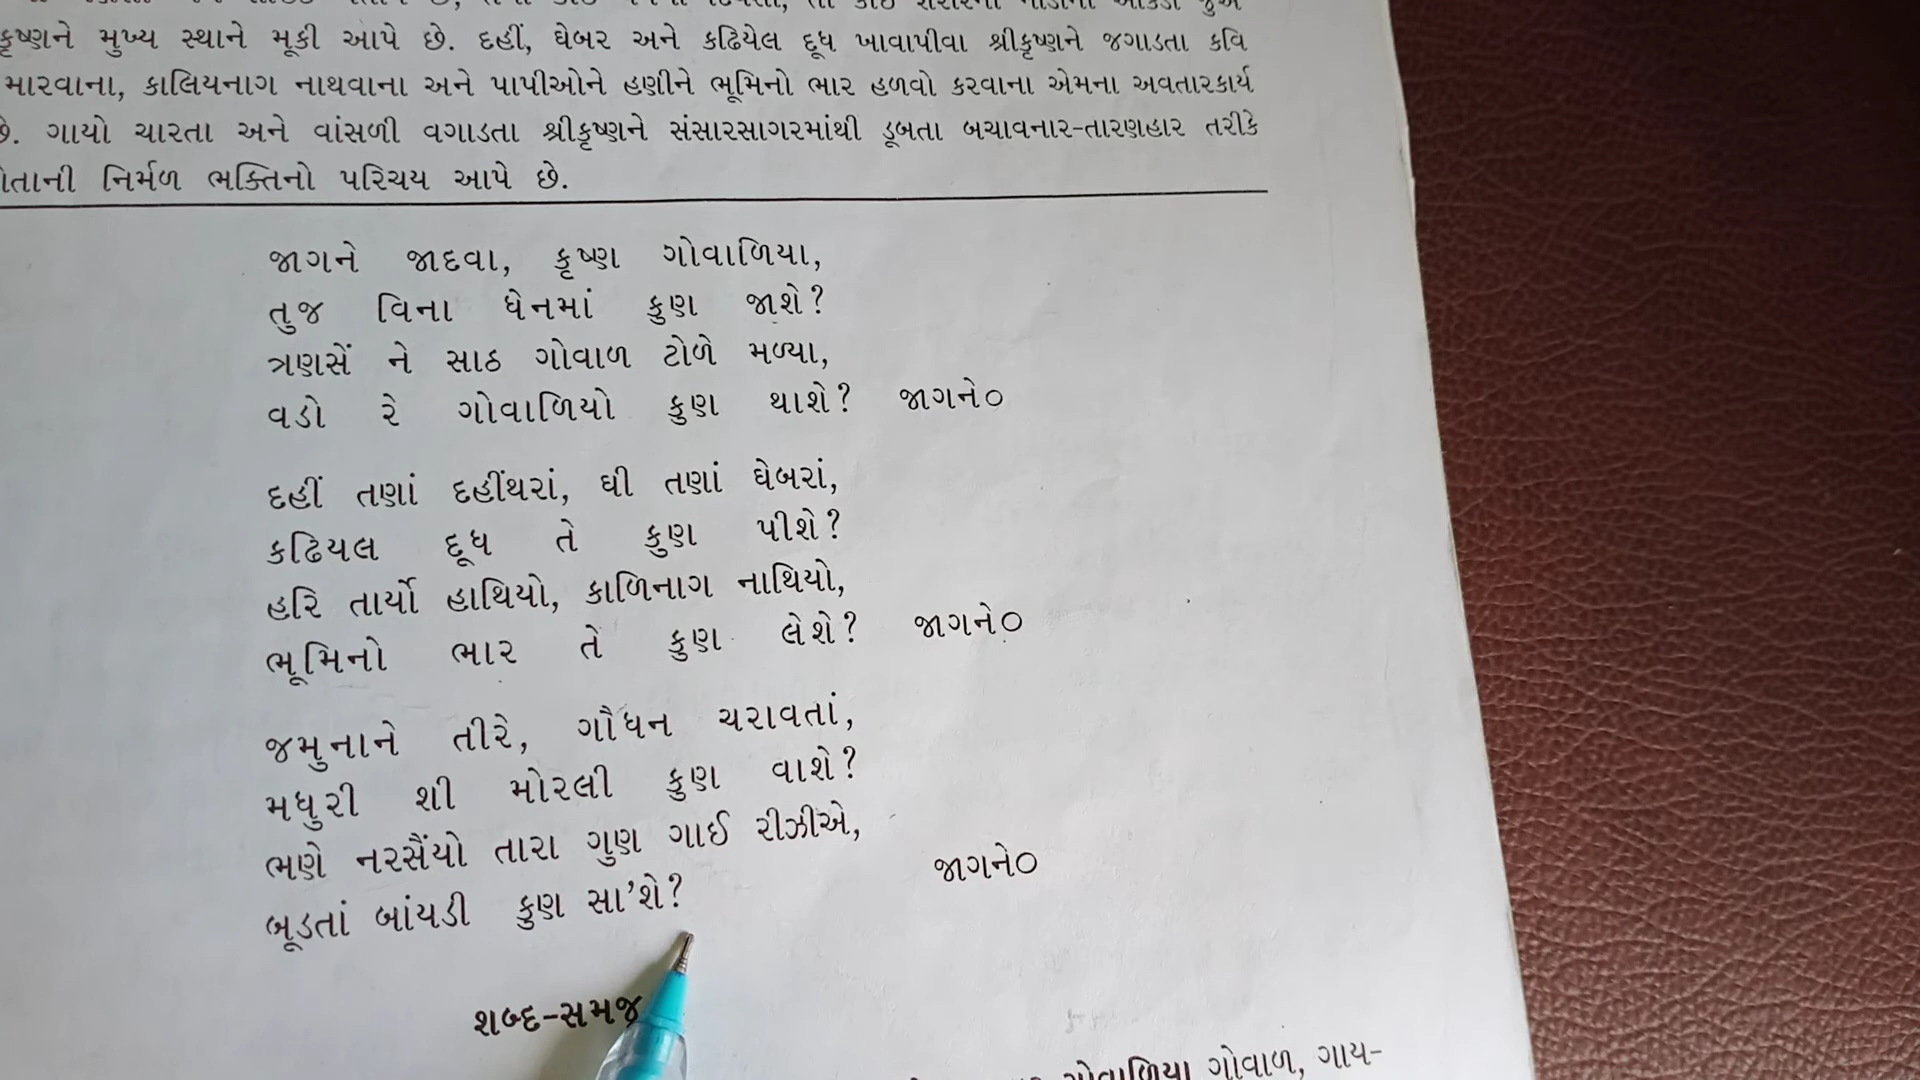 કૃષ્ણને મુખ્ય સ્થાને મૂકી આપે છે. દહીં, ઘેબર અને કઢિયેલ દૂધ ખાવાપીવા શ્રીકૃષ્ણને જગાડતા કવિ
મારવાના, કાલિયનાગ નાથવાના અને પાપીઓને હણીને ભૂમિનો ભાર હળવો કરવાના એમના અવતારકાર્ય
છે. ગાયો ચારતા અને વાંસળી વગાડતા શ્રીકૃષ્ણને સંસારસાગરમાંથી ડૂબતા બચાવનાર-તારણહાર તરીકે
નિર્મળ ભક્તિનો પરિચય આપે છે.
જાગને જાદવા, કૃષ્ણ ગોવાળિયા,
તુજ વિના ધેનમાં કુણ જાશે?
ત્રણસેં ને સાઠ ગોવાળ ટોળે મળ્યા,
વડો રે ગોવાળિયો કુણ થાશે? જાગને૦
દહીં તણાં દહીંથરાં, ઘી તણાં ઘેબરાં,
કઢિયલ દૂધ તે કુણ પીશે?
હરિ તાર્યો હાથિયો, કાળિનાગ નાથિયો,
ભૂમિનો ભાર તે કુણ લેશે? જાગને૦
જમુનાને તીરે, ગૌધન ચરાવતાં,
મધુરી શી મોરલી કુણ વાશે?
ભણે નરસૈંયો તારા ગુણ ગાઈ રીઝીએ,
બૂડતાં બાંયડી કુણ સા’શે? જાગને૦
શબ્દ-સમજ
ગોવાળિયા ગોવાળ, ગાય-